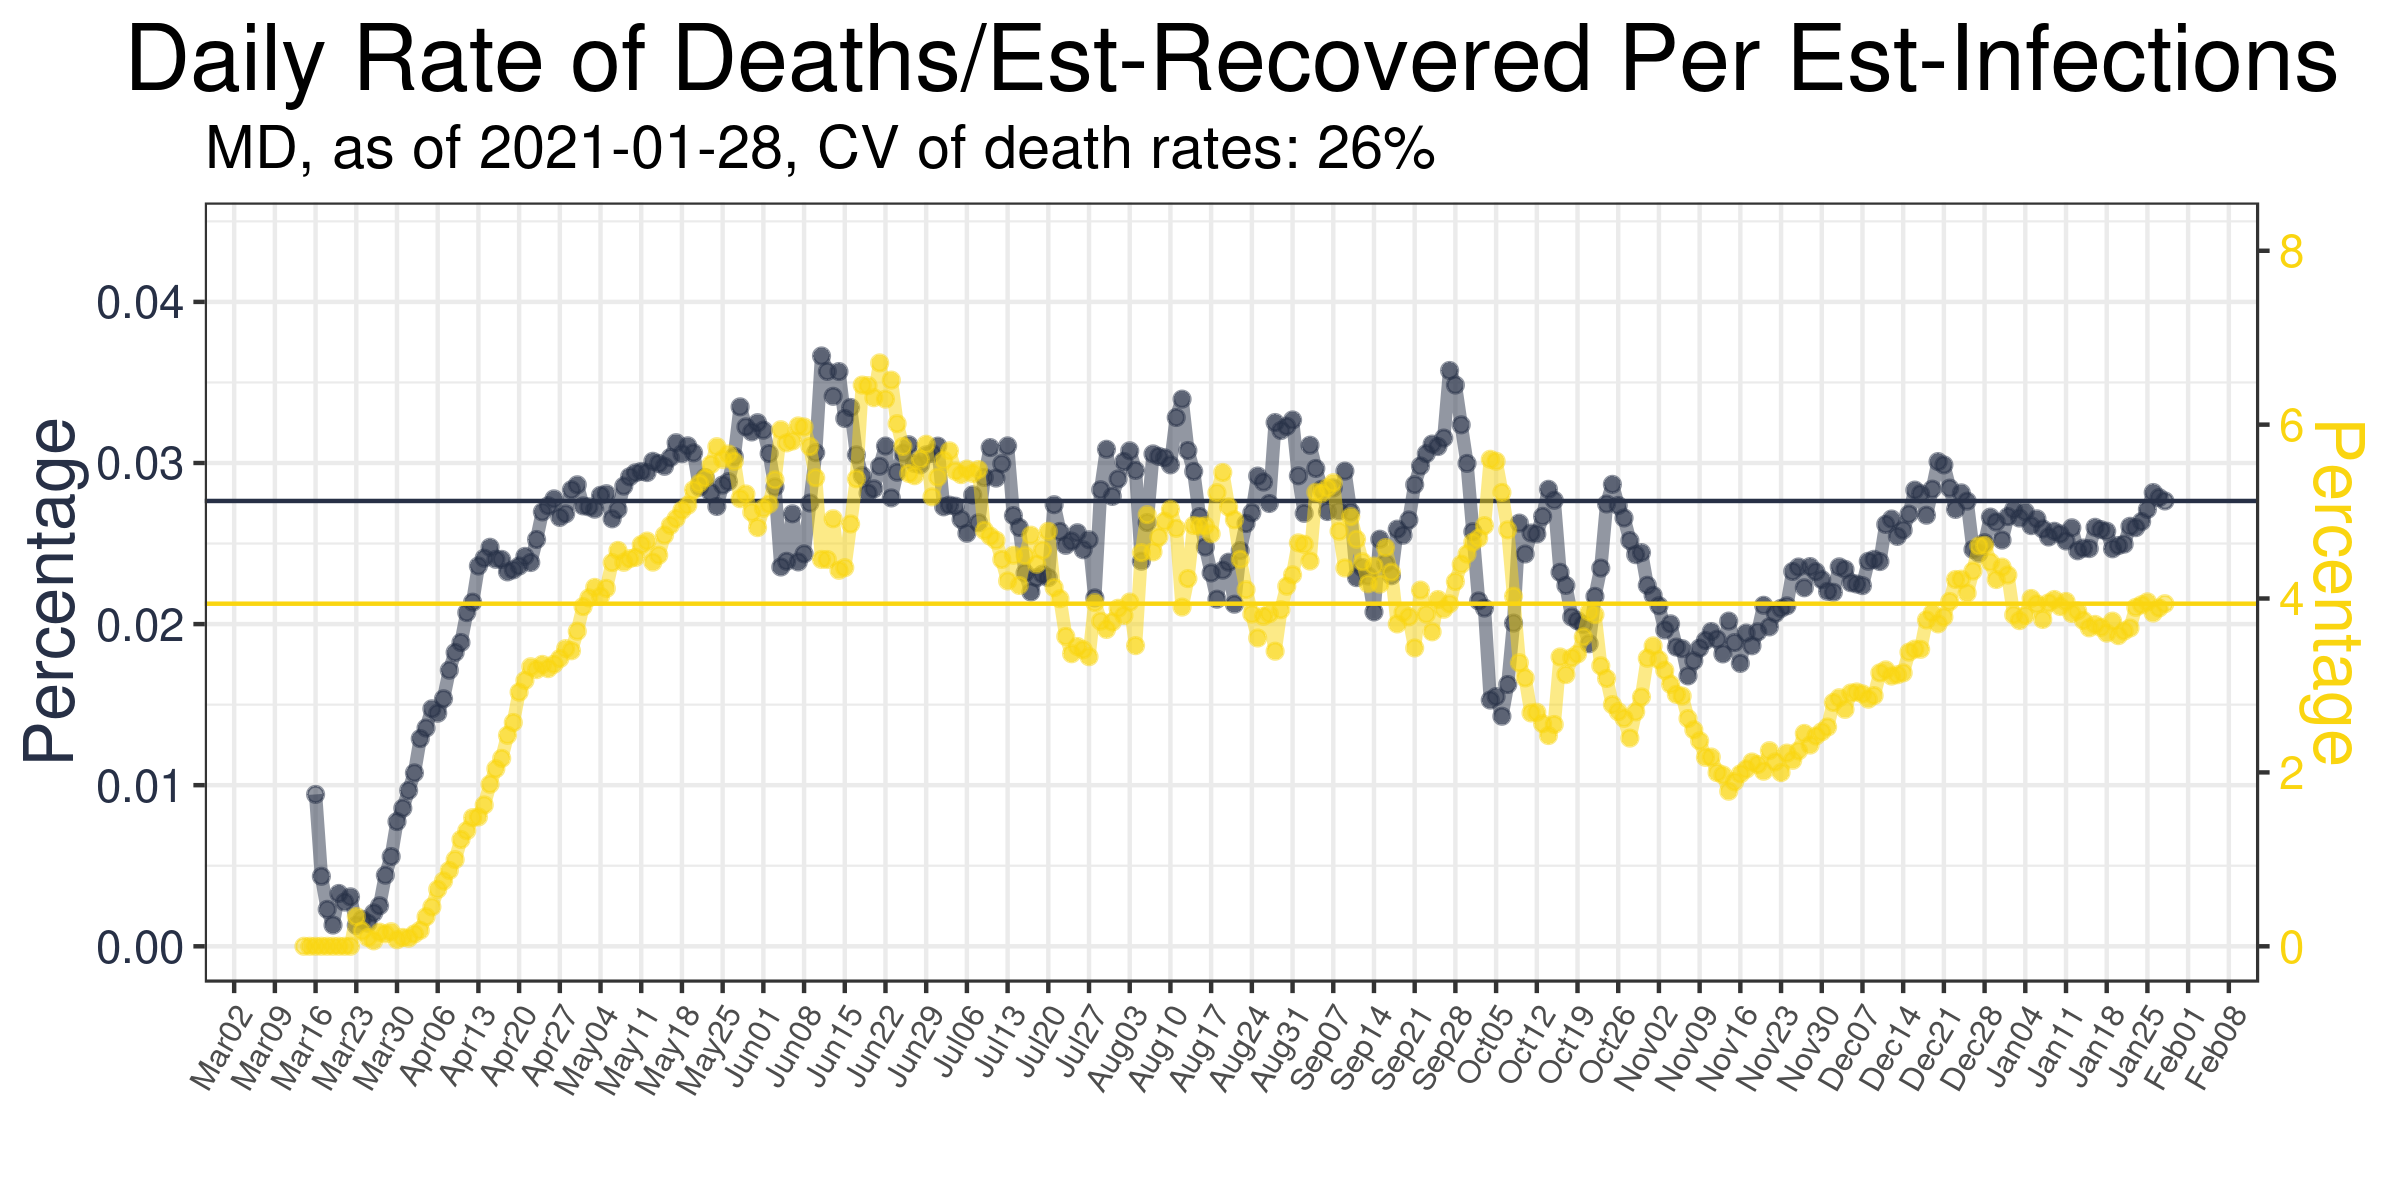 Daily Rate of Deaths/Est-Recovered Per Est-Infections
MD, as of 2021-01-28, CV of death rates: 26%
Percentage
0.04
0.03
0.02
0.01
0.00
8
6
4
2
0
Percentage
Mar02 Mar09 Mar16 Mar23 Mar30 Apr06 Apr13 Apr20 Apr27 May04 May11 May18 May25 Jun01 Jun08 Jun15 Jun22 Jun29 Jul06 Jul13 Jul20 Jul27 Aug03 Aug10 Aug17 Aug24 Aug31 Sep07 Sep14 Sep21 Sep28 Oct05 Oct12 Oct19 Oct26 Nov02 Nov09 Nov16 Nov23 Nov30 Dec07 Dec14 Dec21 Dec28 Jan04 Jan11 Jan18 Jan25 Feb01 Feb08